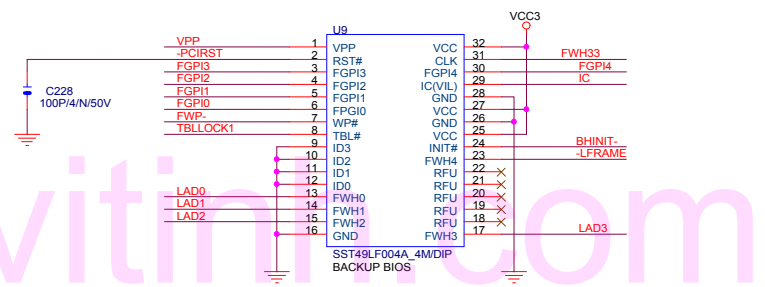 VCC3
U9
VPP 1 VPP VCC 32
-PCIRST 2 RST# CLK 31 FWH33
FGPI3 3 FGPI3 FGPI4 30 FGPI4
FGPI2 4 FGPI2 IC(VIL) 29 IC
FGPI1 5 FGPI1 GND 28
FGPI0 6 FPGI0 VCC 27
FWP- 7 WP# GND 26
TBLLOCK1 8 TBL# VCC 25
9 ID3 INIT# 24 BHINIT-
10 ID2 FWH4 23 -LFRAME
11 ID1 RFU 22
12 ID0 RFU 21
LAD0 13 FWH0 RFU 20
LAD1 14 FWH1 RFU 19
LAD2 15 FWH2 RFU 18
16 GND FWH3 17 LAD3
C228
100P/4/N/50V
SST49LF004A_4M/DIP
BACKUP BIOS
vitinh.com